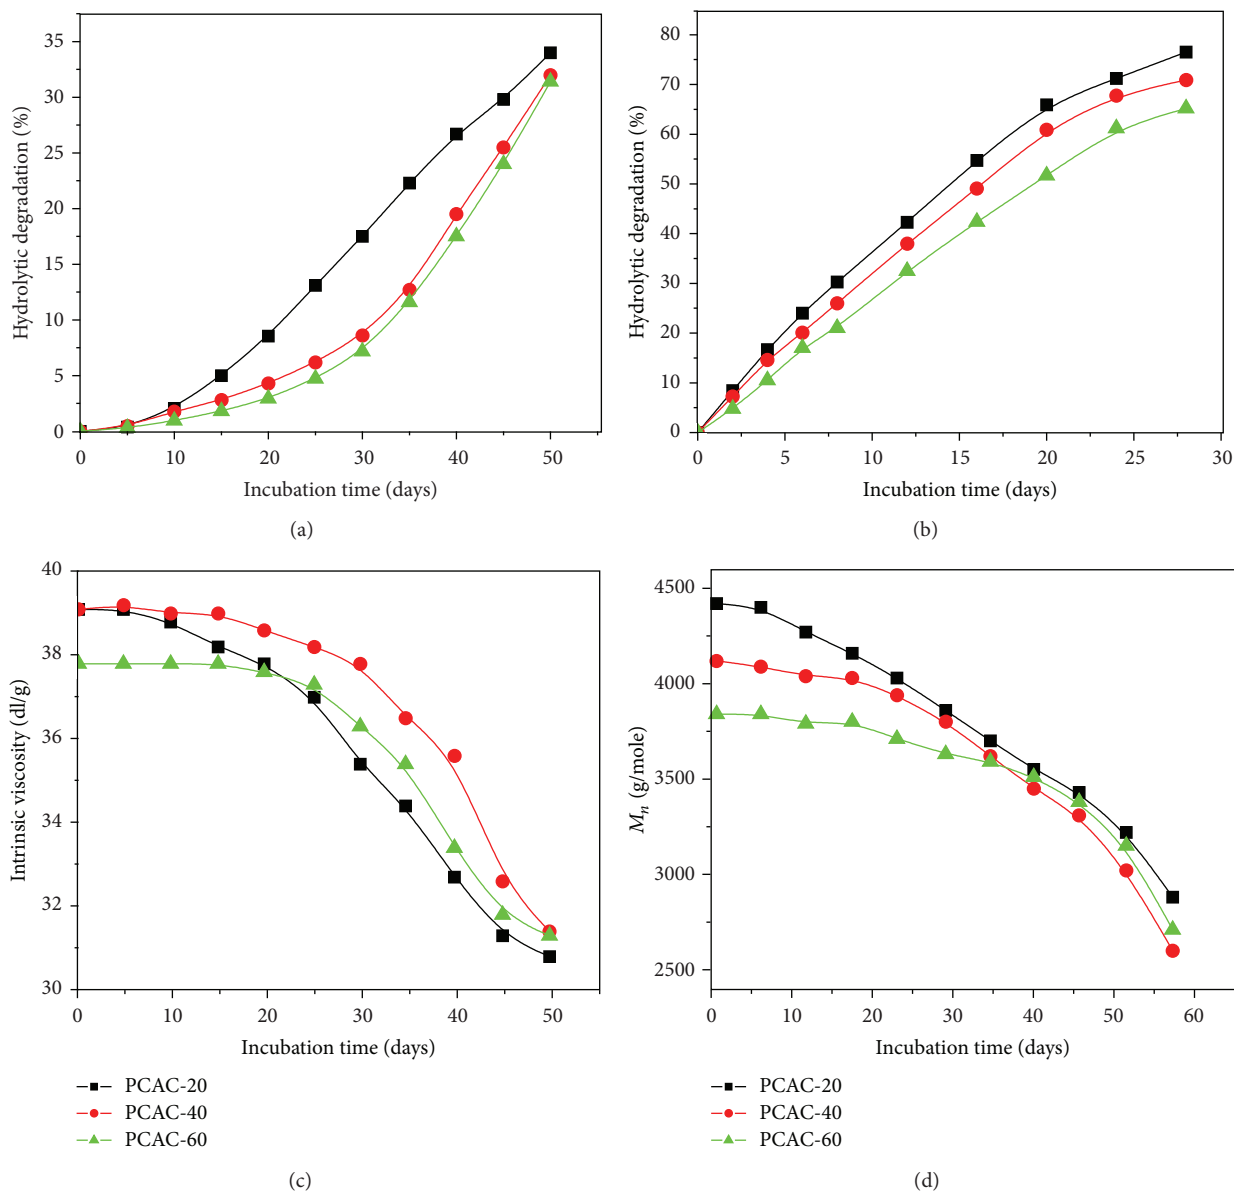 35
30
25
20
15
10
5
0
Hydrolytic degradation (%)
0 10 20 30 40 50
Incubation time (days)
(a)
80
70
60
50
40
30
20
10
0
Hydrolytic degradation (%)
0 5 10 15 20 25 30
Incubation time (days)
(b)
40
38
36
34
32
30
Intrinsic viscosity (dl/g)
0 10 20 30 40 50
Incubation time (days)
PCAC-20
PCAC-40
PCAC-60
(c)
4500
4000
3500
3000
2500
Mn (g/mole)
0 10 20 30 40 50 60
Incubation time (days)
PCAC-20
PCAC-40
PCAC-60
(d)